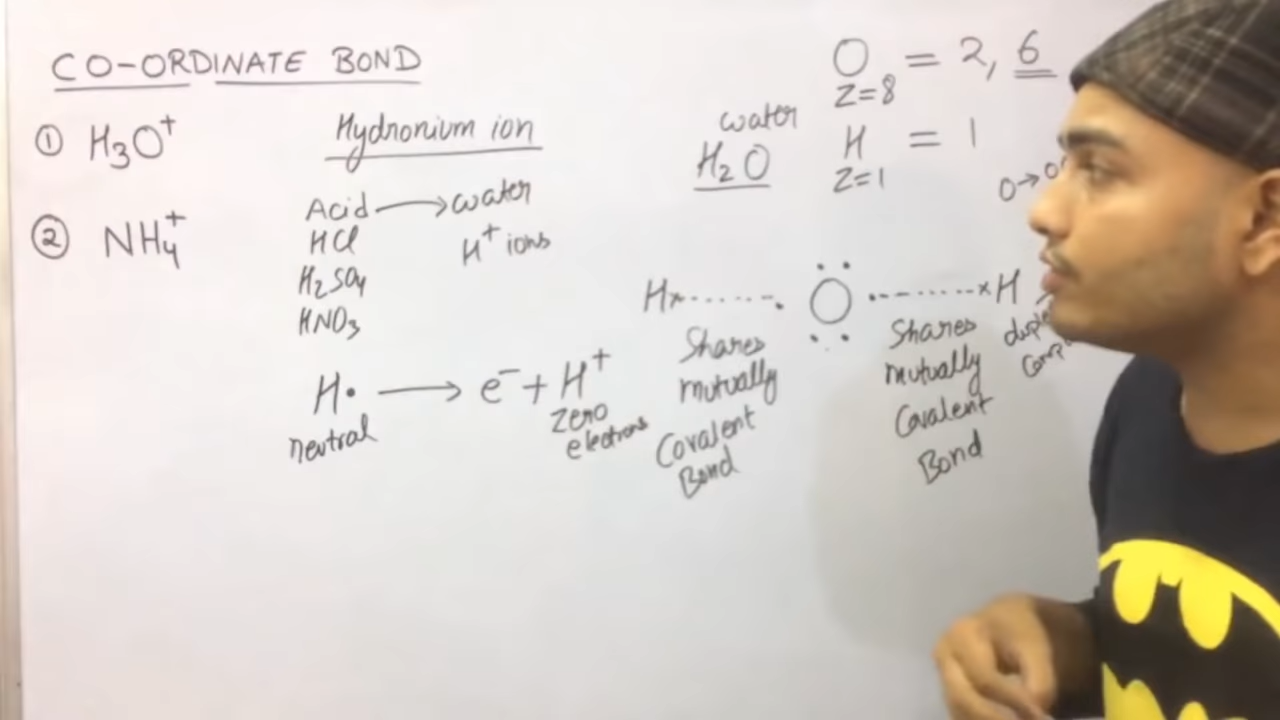 CO-ORDINATE BOND
① H3O+
② NH4+
Hydronium ion
Acid → water
HCl
H+ ions
H2SO4
HNO3
H• → e- + H+
neutral
zero
electrons
water
H2O
O = 2, 6
Z=8
H = 1
Z=1
O→
H×.......• O •.......×H
Shares
mutually
Covalent
Bond
Shares
mutually
Covalent
Bond